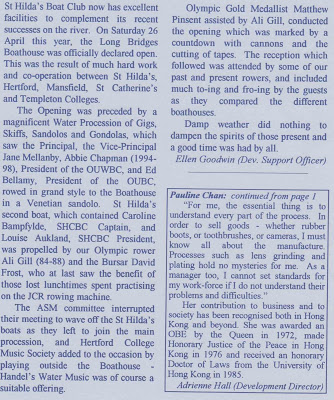 St Hilda's Boat Club now has excellent
facilities to complement its recent
successes on the river. On Saturday 26
April this year, the Long Bridges
Boathouse was officially declared open.
This was the result of much hard work
and co-operation between St Hilda's,
Hertford, Mansfield, St Catherine's
and Templeton Colleges.
The Opening was preceded by a
magnificent Water Procession of Gigs,
Skiffs, Sandolos and Gondolas, which
saw the Principal, the Vice-Principal
Jane Mellanby, Abbie Chapman (1994-
98), President of the OUWBC, and Ed
Bellamy, President of the OUBC,
rowed in grand style to the Boathouse
in a Venetian sandolo. St Hilda's
second boat, which contained Caroline
Bampfylde, SHCBC Captain, and
Louise Aukland, SHCBC President,
was propelled by our Olympic rower
Ali Gill (84-88) and the Bursar David
Frost, who at last saw the benefit of
those lost lunchtimes spent practising
on the JCR rowing machine.
The ASM committee interrupted
their meeting to wave off the St Hilda's
boats as they left to join the main
procession, and Hertford College
Music Society added to the occasion by
playing outside the Boathouse -
Handel's Water Music was of course a
suitable offering.
Olympic Gold Medallist Matthew
Pinsent assisted by Ali Gill, conducted
the opening which was marked by a
countdown with cannons and the
cutting of tapes. The reception which
followed was attended by some of our
past and present rowers, and included
much to-ing and fro-ing by the guests
as they compared the different
boathouses.
Damp weather did nothing to
dampen the spirits of those present and
a good time was had by all.
Ellen Goodwin (Dev. Support Officer)
Pauline Chan: continued from page 1
"For me, the essential thing is to
understand every part of the process. In
order to sell goods - whether rubber
boots, or toothbrushes, or cameras, I must
know all about the manufacture.
Processes such as lens grinding and
plating hold no mysteries for me. As a
manager too, I cannot set standards for
my work-force if I do not understand their
problems and difficulties."
Her contribution to business and to
society has been recognised both in Hong
Kong and beyond. She was awarded an
OBE by the Queen in 1972, made
Honorary Justice of the Peace in Hong
Kong in 1976 and received an honorary
Doctor of Laws from the University of
Hong Kong in 1985.
Adrienne Hall (Development Director)